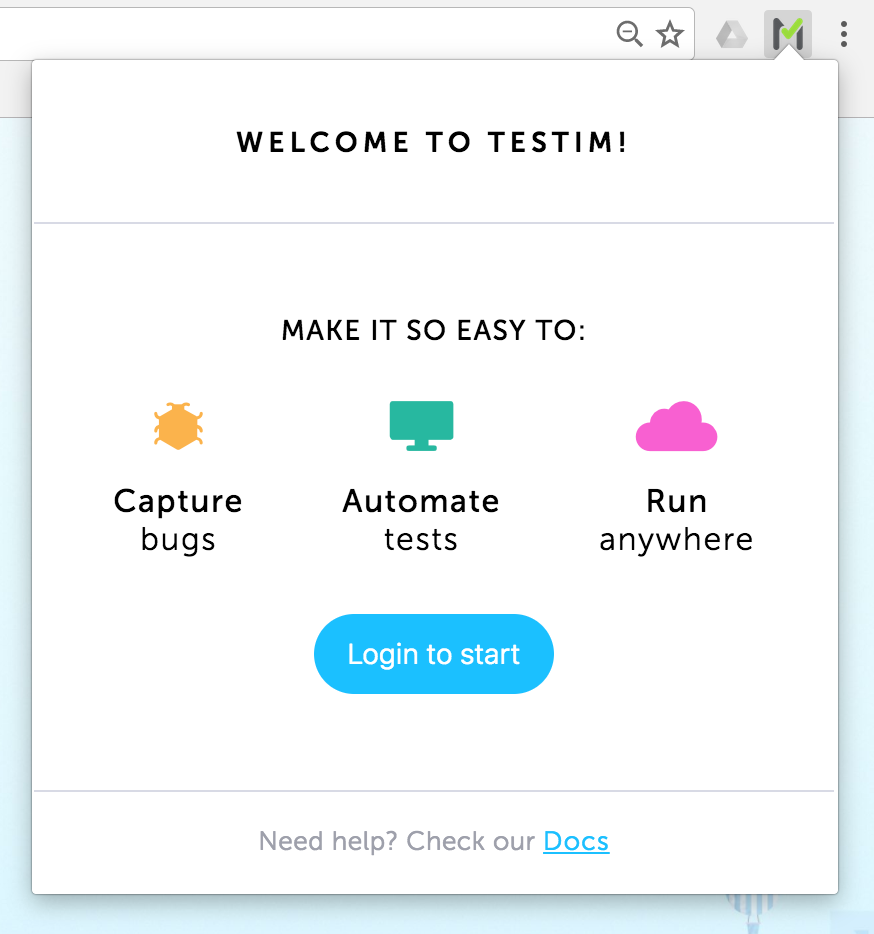 WELCOME TO TESTIM!
MAKE IT SO EASY TO:
Capture
bugs
Automate
tests
Run
anywhere
Login to start
Need help? Check our Docs